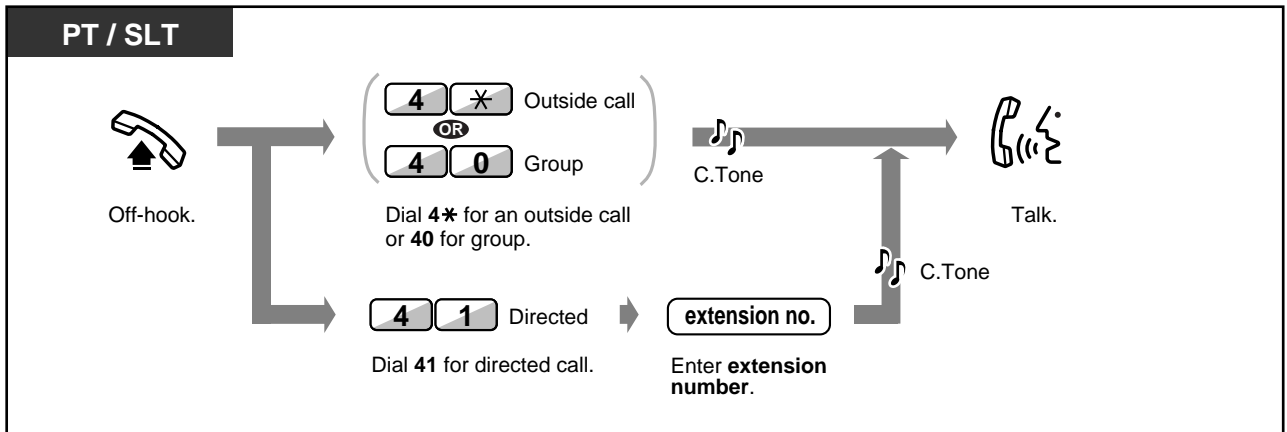 PT / SLT
4 ✳ Outside call
OR
4 0 Group
C.Tone
Off-hook.
Dial 4✳ for an outside call
or 40 for group.
Talk.
C.Tone
4 1 Directed
extension no.
Dial 41 for directed call.
Enter extension
number.